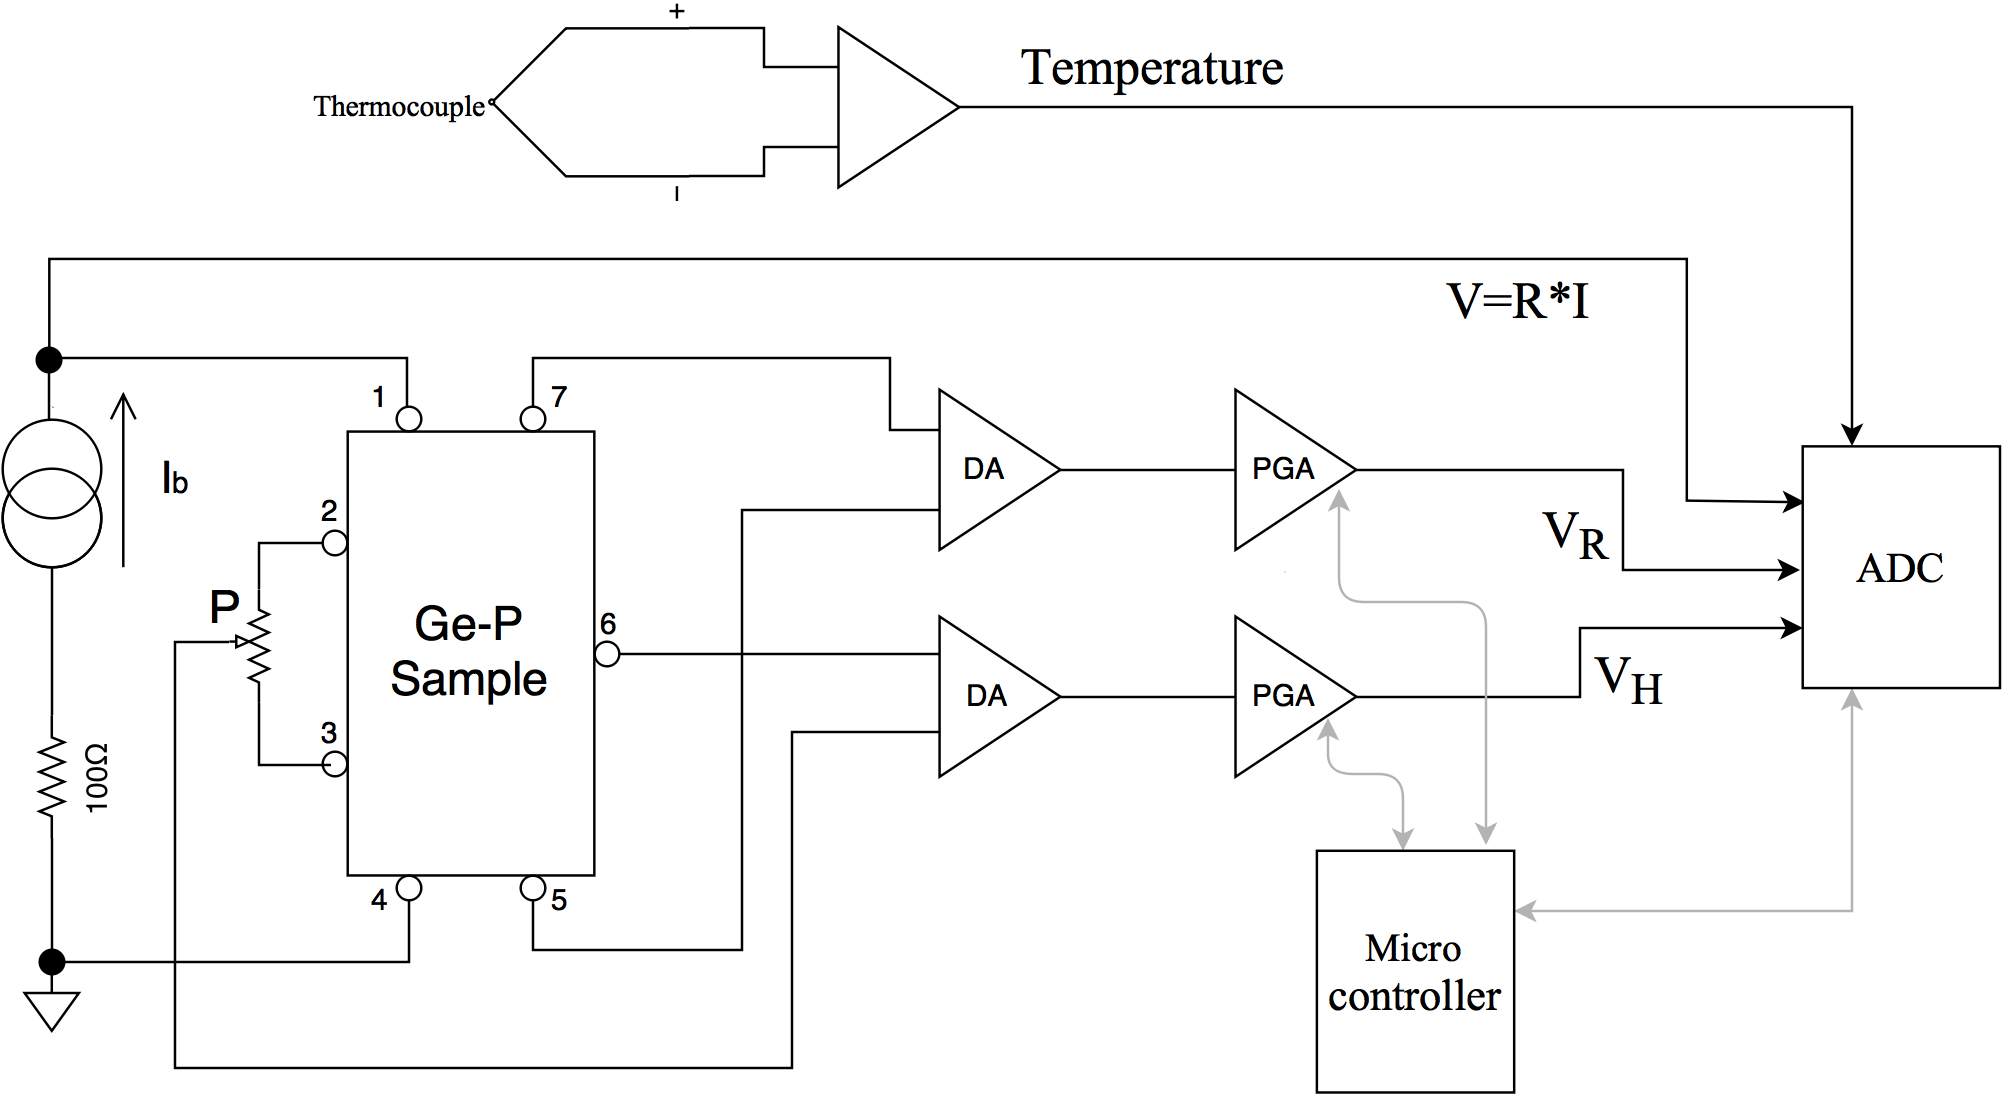 +
Temperature
Thermocouple
–
V=R*I
1
7
Ib
DA
PGA
2
VR
ADC
P
Ge-P
Sample
6
VH
DA
PGA
3
100Ω
4
5
Micro
controller